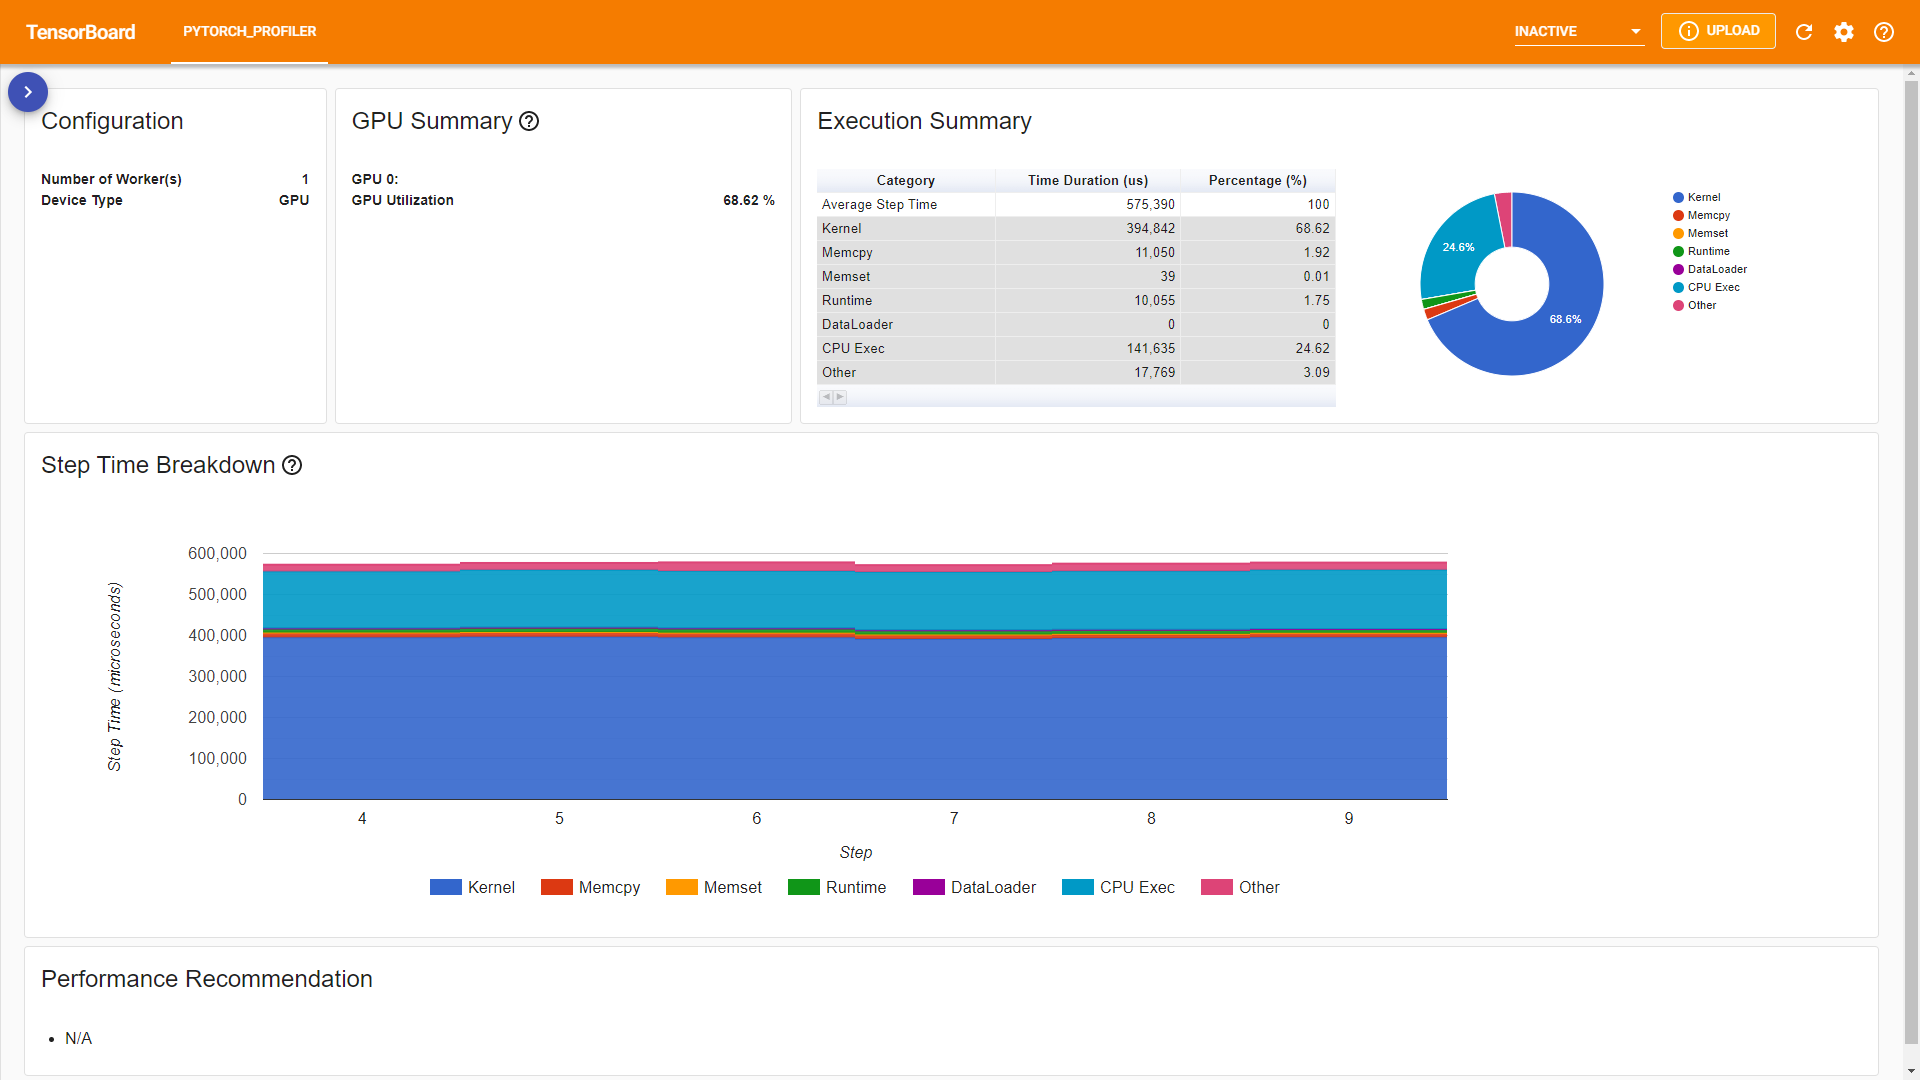 TensorBoard
PYTORCH_PROFILER
INACTIVE
UPLOAD
Configuration
Number of Worker(s) 1
Device Type GPU
GPU Summary
GPU 0:
GPU Utilization 68.62 %
Execution Summary
Category Time Duration (us) Percentage (%)
Average Step Time 575,390 100
Kernel 394,842 68.62
Memcpy 11,050 1.92
Memset 39 0.01
Runtime 10,055 1.75
DataLoader 0 0
CPU Exec 141,635 24.62
Other 17,769 3.09
24.6%
68.6%
Kernel
Memcpy
Memset
Runtime
DataLoader
CPU Exec
Other
Step Time Breakdown
Step Time (microseconds)
600,000
500,000
400,000
300,000
200,000
100,000
0
4 5 6 7 8 9
Step
Kernel Memcpy Memset Runtime DataLoader CPU Exec Other
Performance Recommendation
• N/A